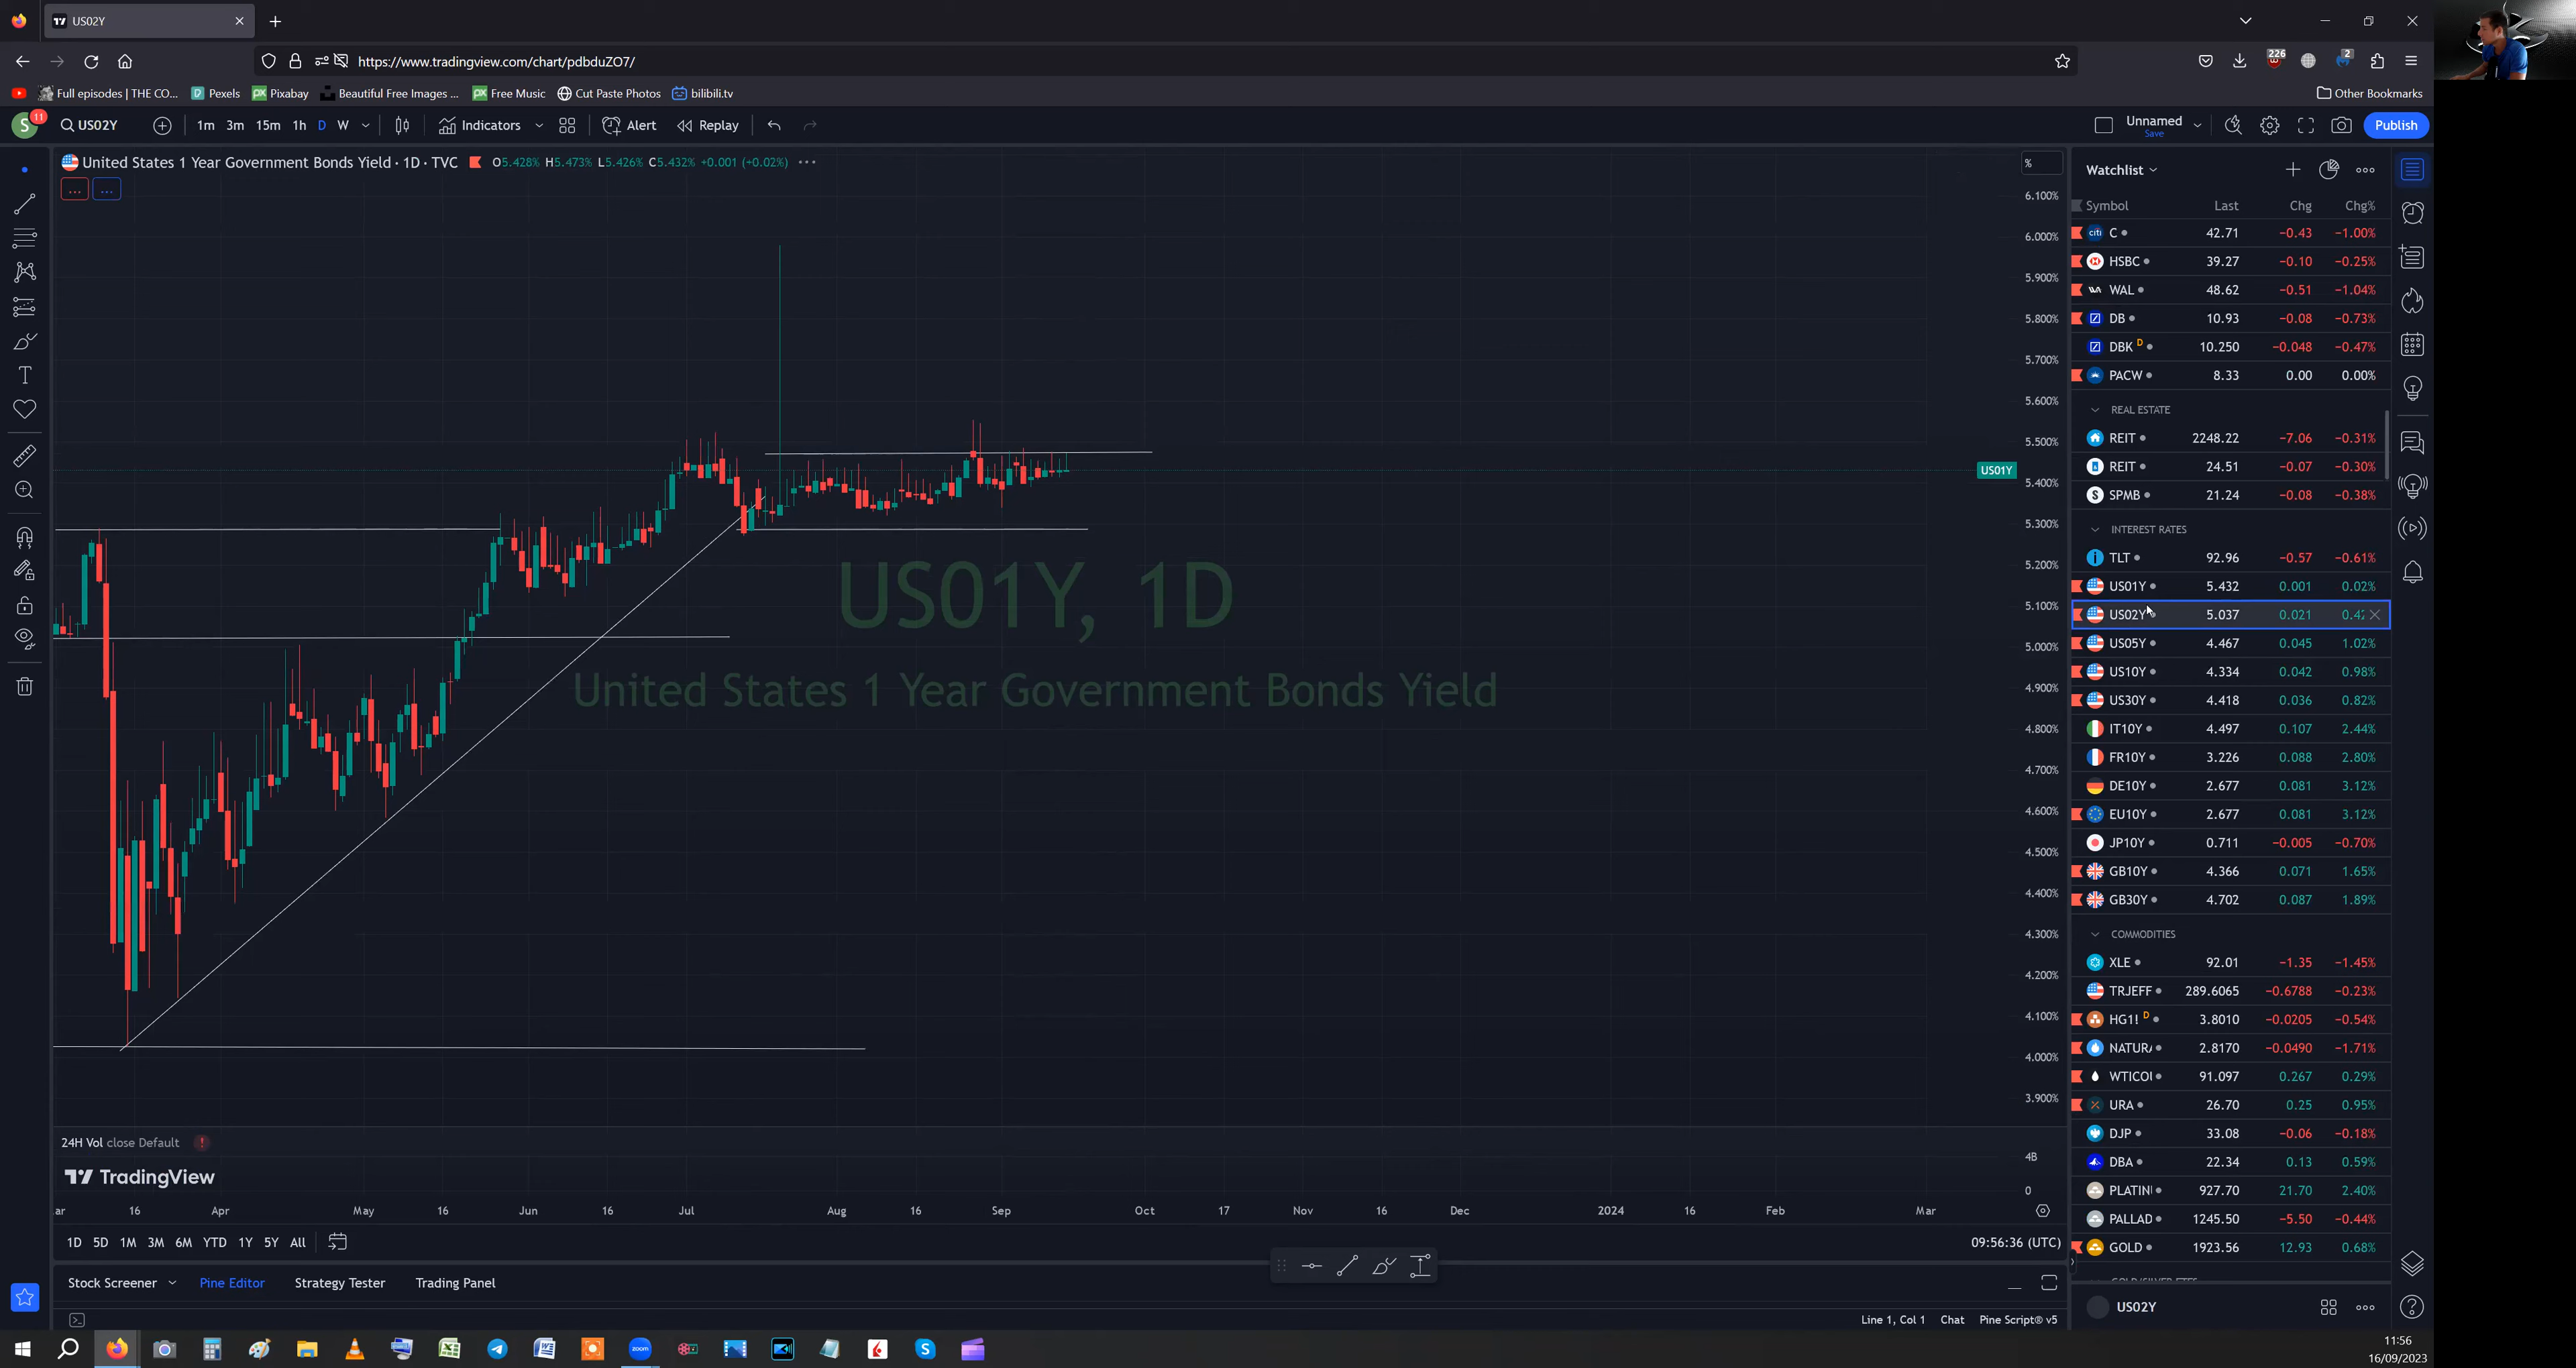 US02Y
https://www.tradingview.com/chart/pdbduZO7/
226
2
Full episodes | THE CO...
Pexels
Pixabay
Beautiful Free Images ...
Free Music
Cut Paste Photos
bilibili.tv
Other Bookmarks
S
11
US02Y
1m 3m 15m 1h D W
Indicators
Alert
Replay
Unnamed
Save
Publish
United States 1 Year Government Bonds Yield · 1D · TVC
O5.428% H5.473% L5.426% C5.432% +0.001 (+0.02%)
%
6.100%
6.000%
5.900%
5.800%
5.700%
5.600%
5.500%
US01Y
5.400%
5.300%
5.200%
5.100%
5.000%
4.900%
4.800%
4.700%
4.600%
4.500%
4.400%
4.300%
4.200%
4.100%
4.000%
3.900%
US01Y, 1D
United States 1 Year Government Bonds Yield
24H Vol close Default
4B
TradingView
0
ar 16 Apr May 16 Jun 16 Jul Aug 16 Sep Oct 17 Nov 16 Dec 2024 16 Feb Mar
1D 5D 1M 3M 6M YTD 1Y 5Y All
09:56:36 (UTC)
Stock Screener
Pine Editor
Strategy Tester
Trading Panel
Line 1, Col 1
Chat
Pine Script® v5
Watchlist
Symbol Last Chg Chg%
citi C 42.71 −0.43 −1.00%
HSBC 39.27 −0.10 −0.25%
WAL 48.62 −0.51 −1.04%
DB 10.93 −0.08 −0.73%
DBK D 10.250 −0.048 −0.47%
PACW 8.33 0.00 0.00%
REAL ESTATE
REIT 2248.22 −7.06 −0.31%
REIT 24.51 −0.07 −0.30%
S SPMB 21.24 −0.08 −0.38%
INTEREST RATES
TLT 92.96 −0.57 −0.61%
US01Y 5.432 0.001 0.02%
US02Y 5.037 0.021 0.42
US05Y 4.467 0.045 1.02%
US10Y 4.334 0.042 0.98%
US30Y 4.418 0.036 0.82%
IT10Y 4.497 0.107 2.44%
FR10Y 3.226 0.088 2.80%
DE10Y 2.677 0.081 3.12%
EU10Y 2.677 0.081 3.12%
JP10Y 0.711 −0.005 −0.70%
GB10Y 4.366 0.071 1.65%
GB30Y 4.702 0.087 1.89%
COMMODITIES
XLE 92.01 −1.35 −1.45%
TRJEFF 289.6065 −0.6788 −0.23%
HG1! D 3.8010 −0.0205 −0.54%
NATUR 2.8170 −0.0490 −1.71%
WTICO 91.097 0.267 0.29%
URA 26.70 0.25 0.95%
DJP 33.08 −0.06 −0.18%
DBA 22.34 0.13 0.59%
PLATIN 927.70 21.70 2.40%
PALLAD 1245.50 −5.50 −0.44%
GOLD 1923.56 12.93 0.68%
US02Y
zoom
11:56
16/09/2023